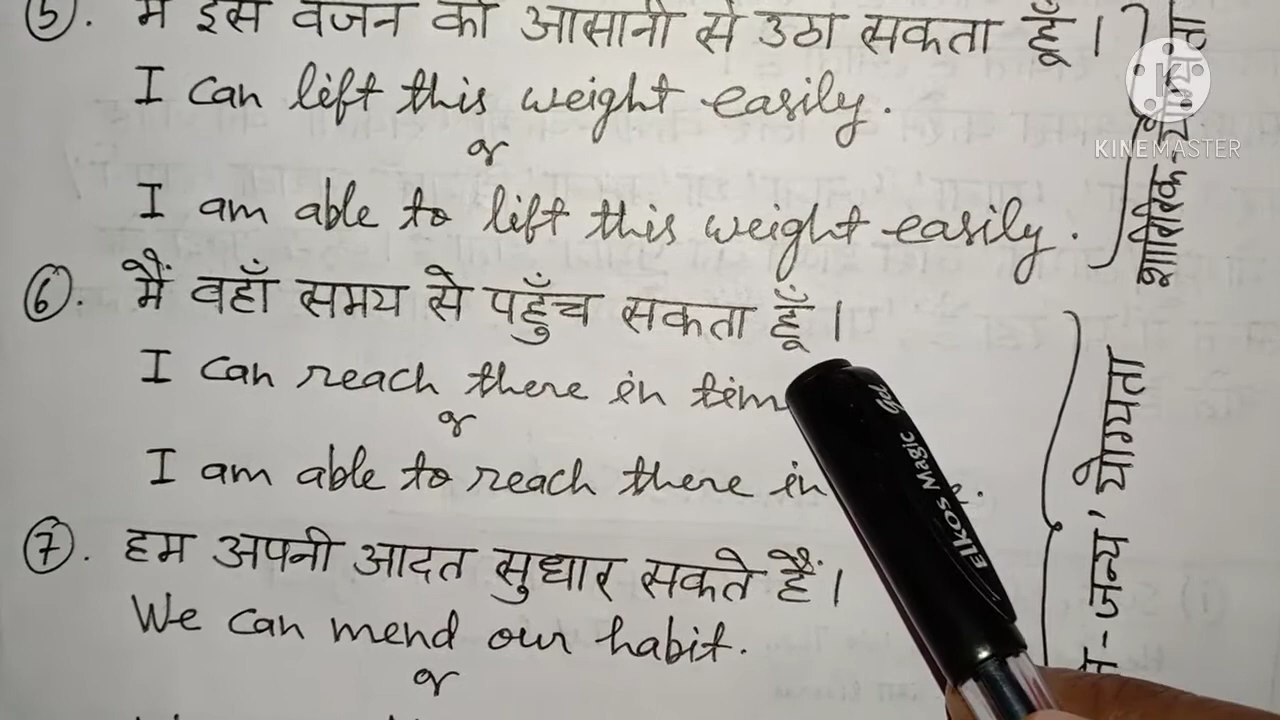 5. मैं इस वजन को आसानी से उठा सकता हूँ।
I can lift this weight easily.
or
I am able to lift this weight easily.
6. मैं वहाँ समय से पहुँच सकता हूँ।
I can reach there in
or
I am able to reach there in
7. हम अपनी आदत सुधार सकते हैं।
We can mend our habit.
or
शारीरिक-
जन्य' योग्यता
Elkos Magic Gel
K
KINEMASTER